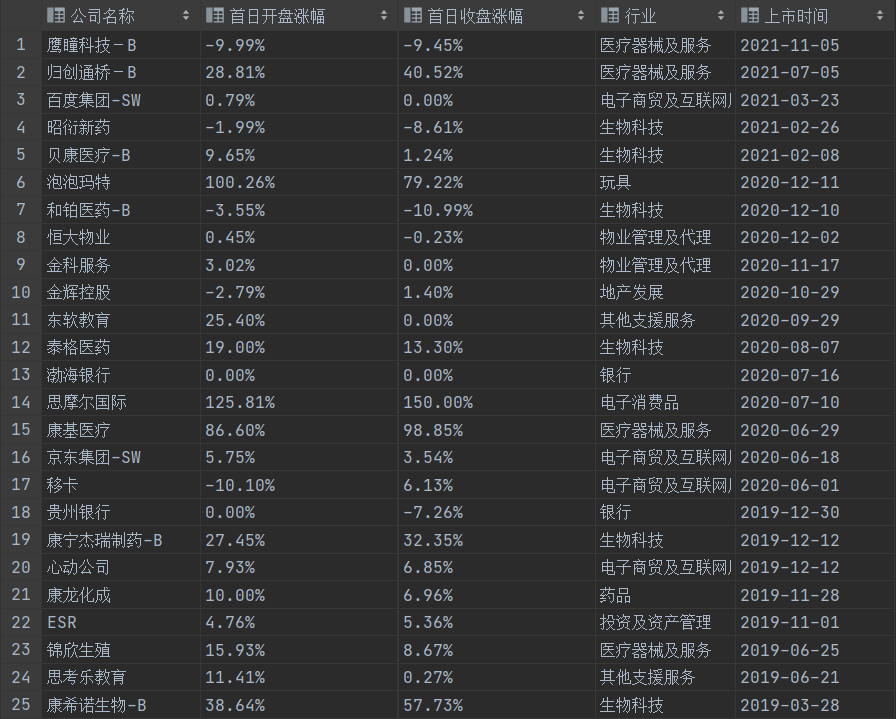 公司名称 首日开盘涨幅 首日收盘涨幅 行业 上市时间
1 鹰瞳科技－B -9.99% -9.45% 医疗器械及服务 2021-11-05
2 归创通桥－B 28.81% 40.52% 医疗器械及服务 2021-07-05
3 百度集团-SW 0.79% 0.00% 电子商贸及互联网 2021-03-23
4 昭衍新药 -1.99% -8.61% 生物科技 2021-02-26
5 贝康医疗-B 9.65% 1.24% 生物科技 2021-02-08
6 泡泡玛特 100.26% 79.22% 玩具 2020-12-11
7 和铂医药-B -3.55% -10.99% 生物科技 2020-12-10
8 恒大物业 0.45% -0.23% 物业管理及代理 2020-12-02
9 金科服务 3.02% 0.00% 物业管理及代理 2020-11-17
10 金辉控股 -2.79% 1.40% 地产发展 2020-10-29
11 东软教育 25.40% 0.00% 其他支援服务 2020-09-29
12 泰格医药 19.00% 13.30% 生物科技 2020-08-07
13 渤海银行 0.00% 0.00% 银行 2020-07-16
14 思摩尔国际 125.81% 150.00% 电子消费品 2020-07-10
15 康基医疗 86.60% 98.85% 医疗器械及服务 2020-06-29
16 京东集团-SW 5.75% 3.54% 电子商贸及互联网 2020-06-18
17 移卡 -10.10% 6.13% 电子商贸及互联网 2020-06-01
18 贵州银行 0.00% -7.26% 银行 2019-12-30
19 康宁杰瑞制药-B 27.45% 32.35% 生物科技 2019-12-12
20 心动公司 7.93% 6.85% 电子商贸及互联网 2019-12-12
21 康龙化成 10.00% 6.96% 药品 2019-11-28
22 ESR 4.76% 5.36% 投资及资产管理 2019-11-01
23 锦欣生殖 15.93% 8.67% 医疗器械及服务 2019-06-25
24 思考乐教育 11.41% 0.27% 其他支援服务 2019-06-21
25 康希诺生物-B 38.64% 57.73% 生物科技 2019-03-28